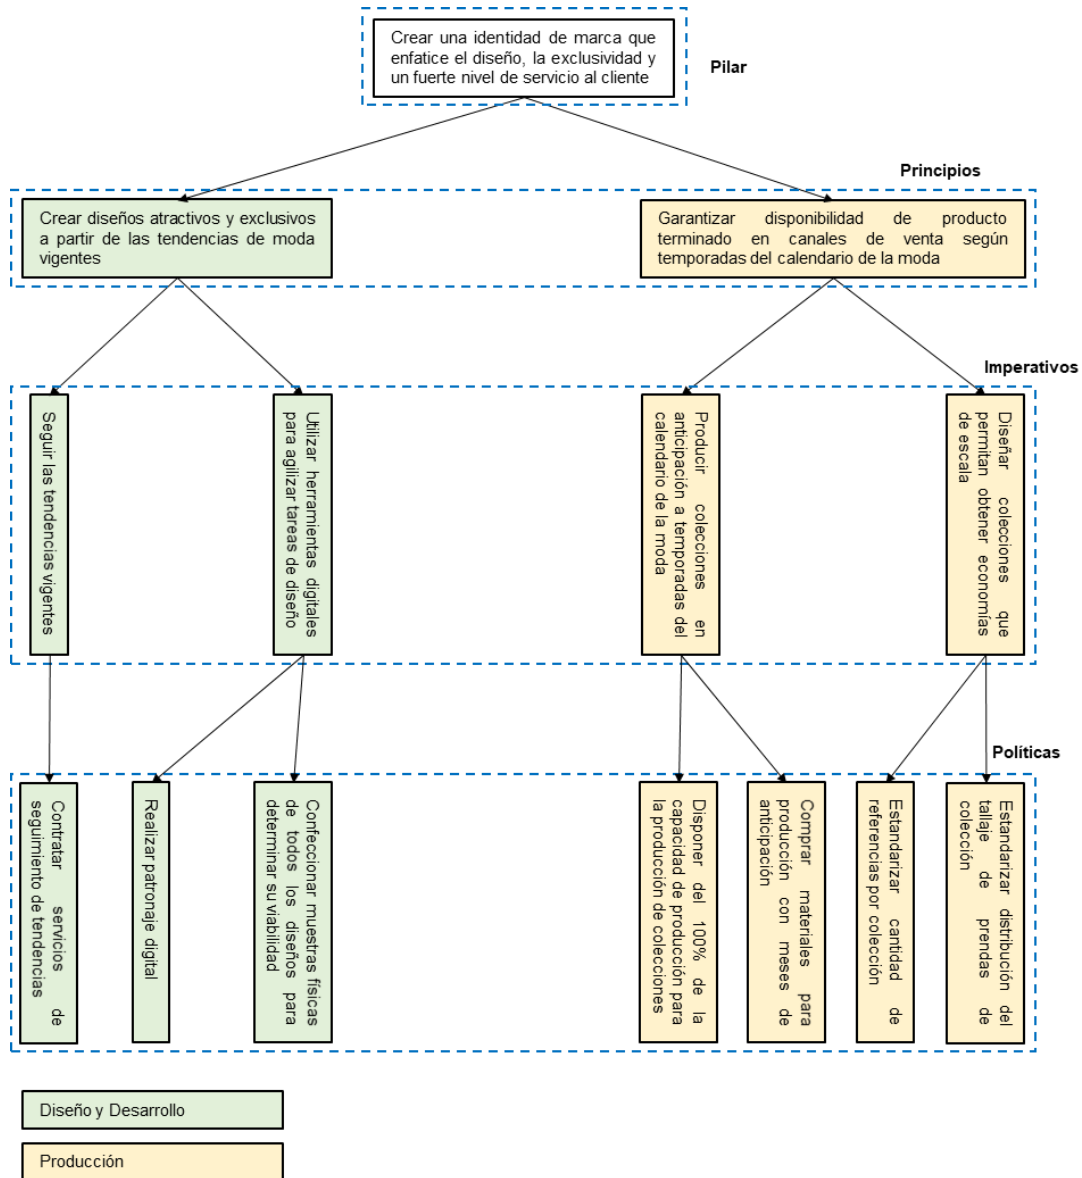 Crear una identidad de marca que
enfatice el diseño, la exclusividad y
un fuerte nivel de servicio al cliente
Pilar
Principios
Crear diseños atractivos y exclusivos
a partir de las tendencias de moda
vigentes
Garantizar disponibilidad de producto
terminado en canales de venta según
temporadas del calendario de la moda
Imperativos
Seguir las tendencias vigentes
Utilizar herramientas digitales
para agilizar tareas de diseño
Producir colecciones en
anticipación a temporadas del
calendario de la moda
Diseñar colecciones que
permitan obtener economías
de escala
Políticas
Contratar servicios de
seguimiento de tendencias
Realizar patronaje digital
Confeccionar muestras físicas
de todos los diseños para
determinar su viabilidad
Disponer del 100% de la
capacidad de producción para
la producción de colecciones
Comprar materiales para
producción con meses de
anticipación
Estandarizar cantidad de
referencias por colección
Estandarizar distribución del
tallaje de prendas de
colección
Diseño y Desarrollo
Producción